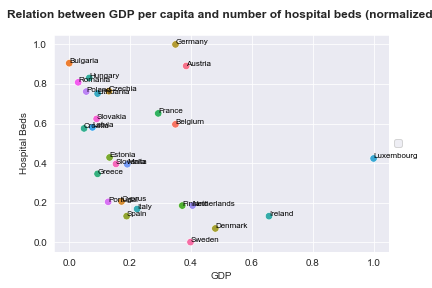 Relation between GDP per capita and number of hospital beds (normalized
1.0
0.8
0.6
0.4
0.2
0.0
Hospital Beds
Germany
Bulgaria
Austria
Hungary
Romania
Poland
Czechia
France
Slovakia
Belgium
Latvia
Estonia
Luxembourg
Slovenia
Malta
Greece
Portugal
Cyprus
Finland
Netherlands
Italy
Spain
Ireland
Denmark
Sweden
0.0 0.2 0.4 0.6 0.8 1.0
GDP